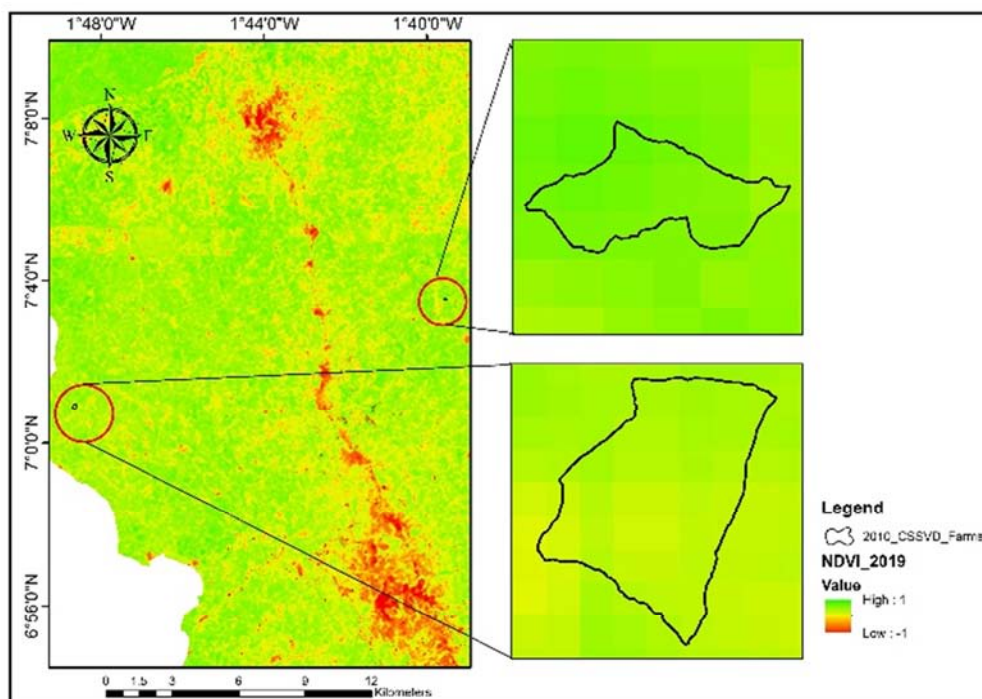 1°48'0"W 1°44'0"W 1°40'0"W
7°8'0"N
7°4'0"N
7°0'0"N
6°56'0"N
N
W E
S
0 1.5 3 6 9 12
Kilometers
Legend
2010_CSSVD_Farms
NDVI_2019
Value
High : 1
Low : -1